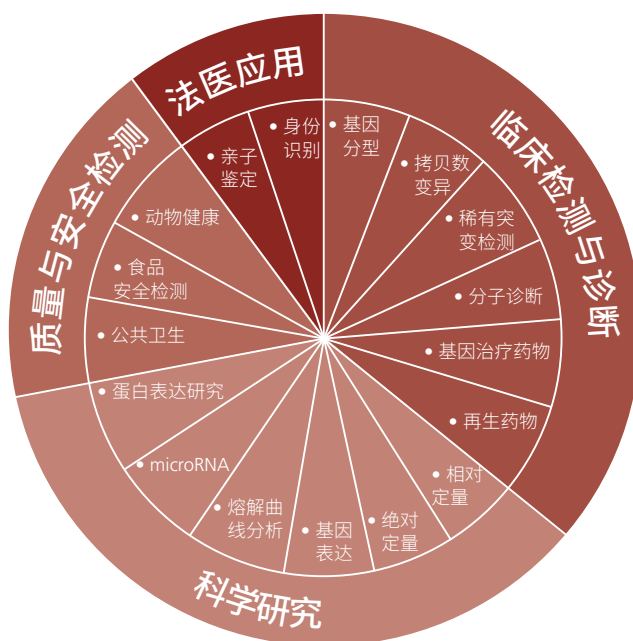 法医应用
• 亲子
鉴定
• 身份
识别
临床检测与诊断
• 基因
分型
• 拷贝数
变异
• 稀有突
变检测
• 分子诊断
• 基因治疗药物
• 再生药物
科学研究
• 相对
定量
• 绝对
定量
• 基因
表达
• 熔解曲
线分析
• microRNA
• 蛋白表达研究
质量与安全检测
• 公共卫生
• 食品
安全检测
• 动物健康